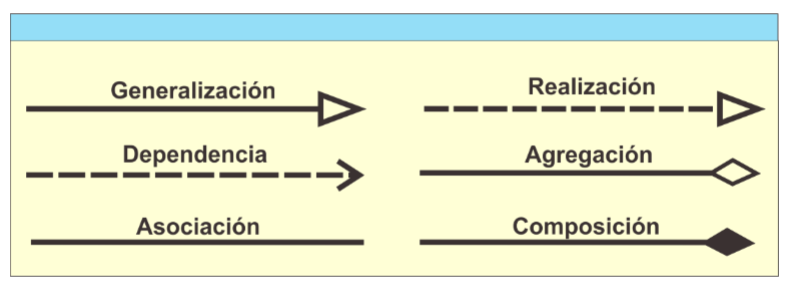 Generalización
Realización
Dependencia
Agregación
Asociación
Composición